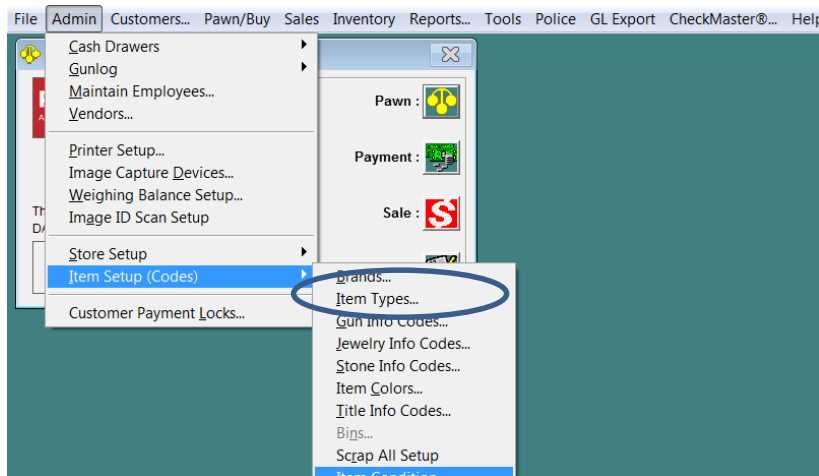 File Admin Customers... Pawn/Buy Sales Inventory Reports... Tools Police GL Export CheckMaster®... Help
Cash Drawers
Gunlog
Maintain Employees...
Vendors...
Printer Setup...
Image Capture Devices...
Weighing Balance Setup...
Image ID Scan Setup
Store Setup
Item Setup (Codes)
Customer Payment Locks...
Pawn :
Payment :
Sale :
Brands...
Item Types...
Gun Info Codes...
Jewelry Info Codes...
Stone Info Codes...
Item Colors...
Title Info Codes...
Bins...
Scrap All Setup
Item Condition